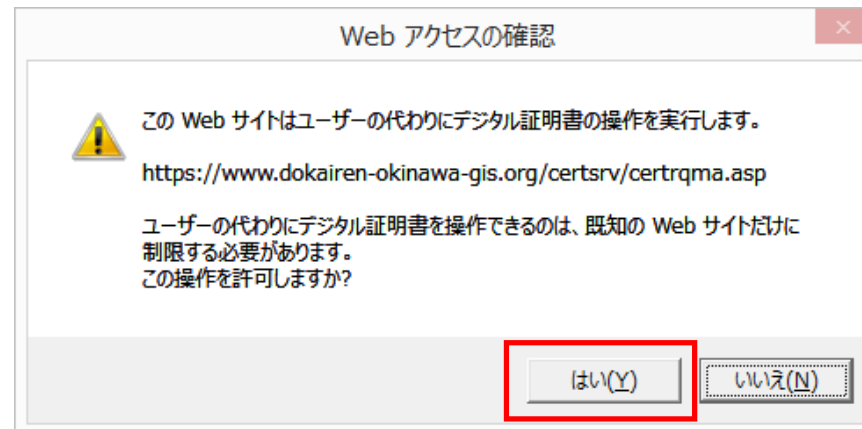 Web アクセスの確認
この Web サイトはユーザーの代わりにデジタル証明書の操作を実行します。
https://www.dokairen-okinawa-gis.org/certsrv/certrqma.asp
ユーザーの代わりにデジタル証明書を操作できるのは、既知の Web サイトだけに
制限する必要があります。
この操作を許可しますか?
はい(Y) いいえ(N)